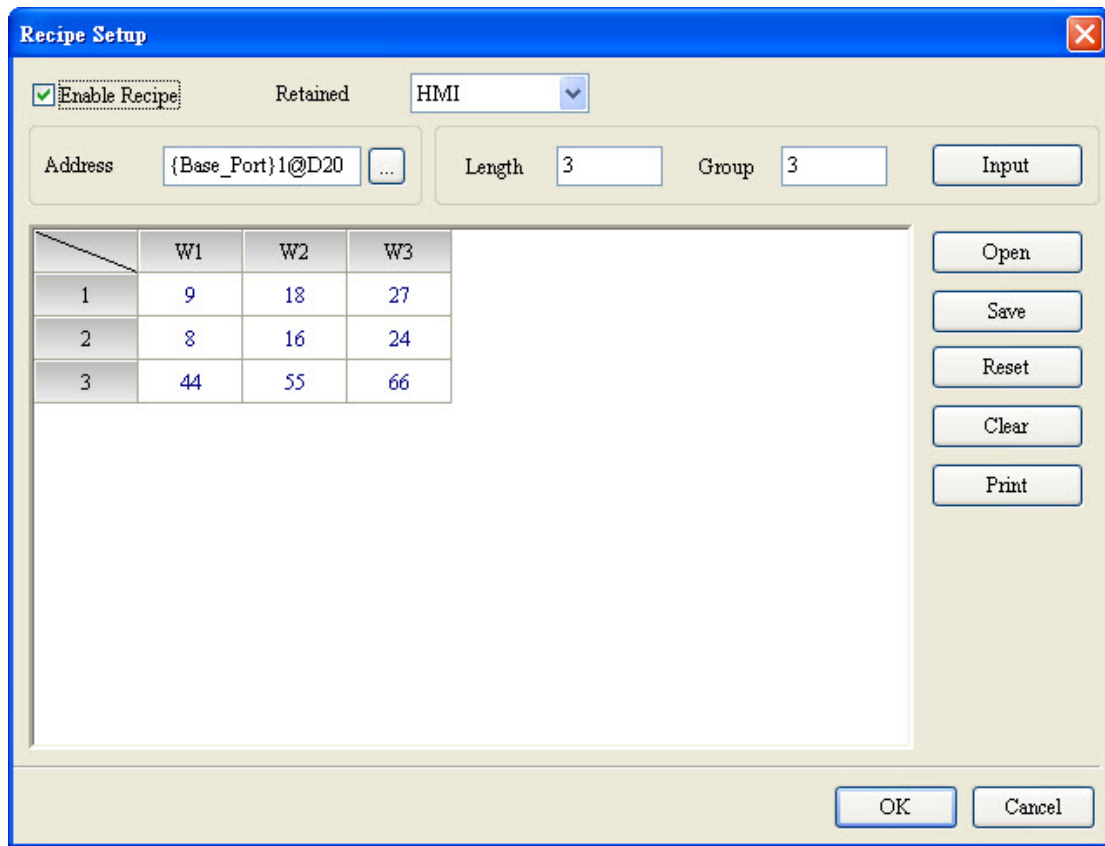 Recipe Setup
Enable Recipe Retained HMI
Address {Base_Port}1@D20 ... Length 3 Group 3 Input
W1 W2 W3
1 9 18 27
2 8 16 24
3 44 55 66
Open
Save
Reset
Clear
Print
OK Cancel